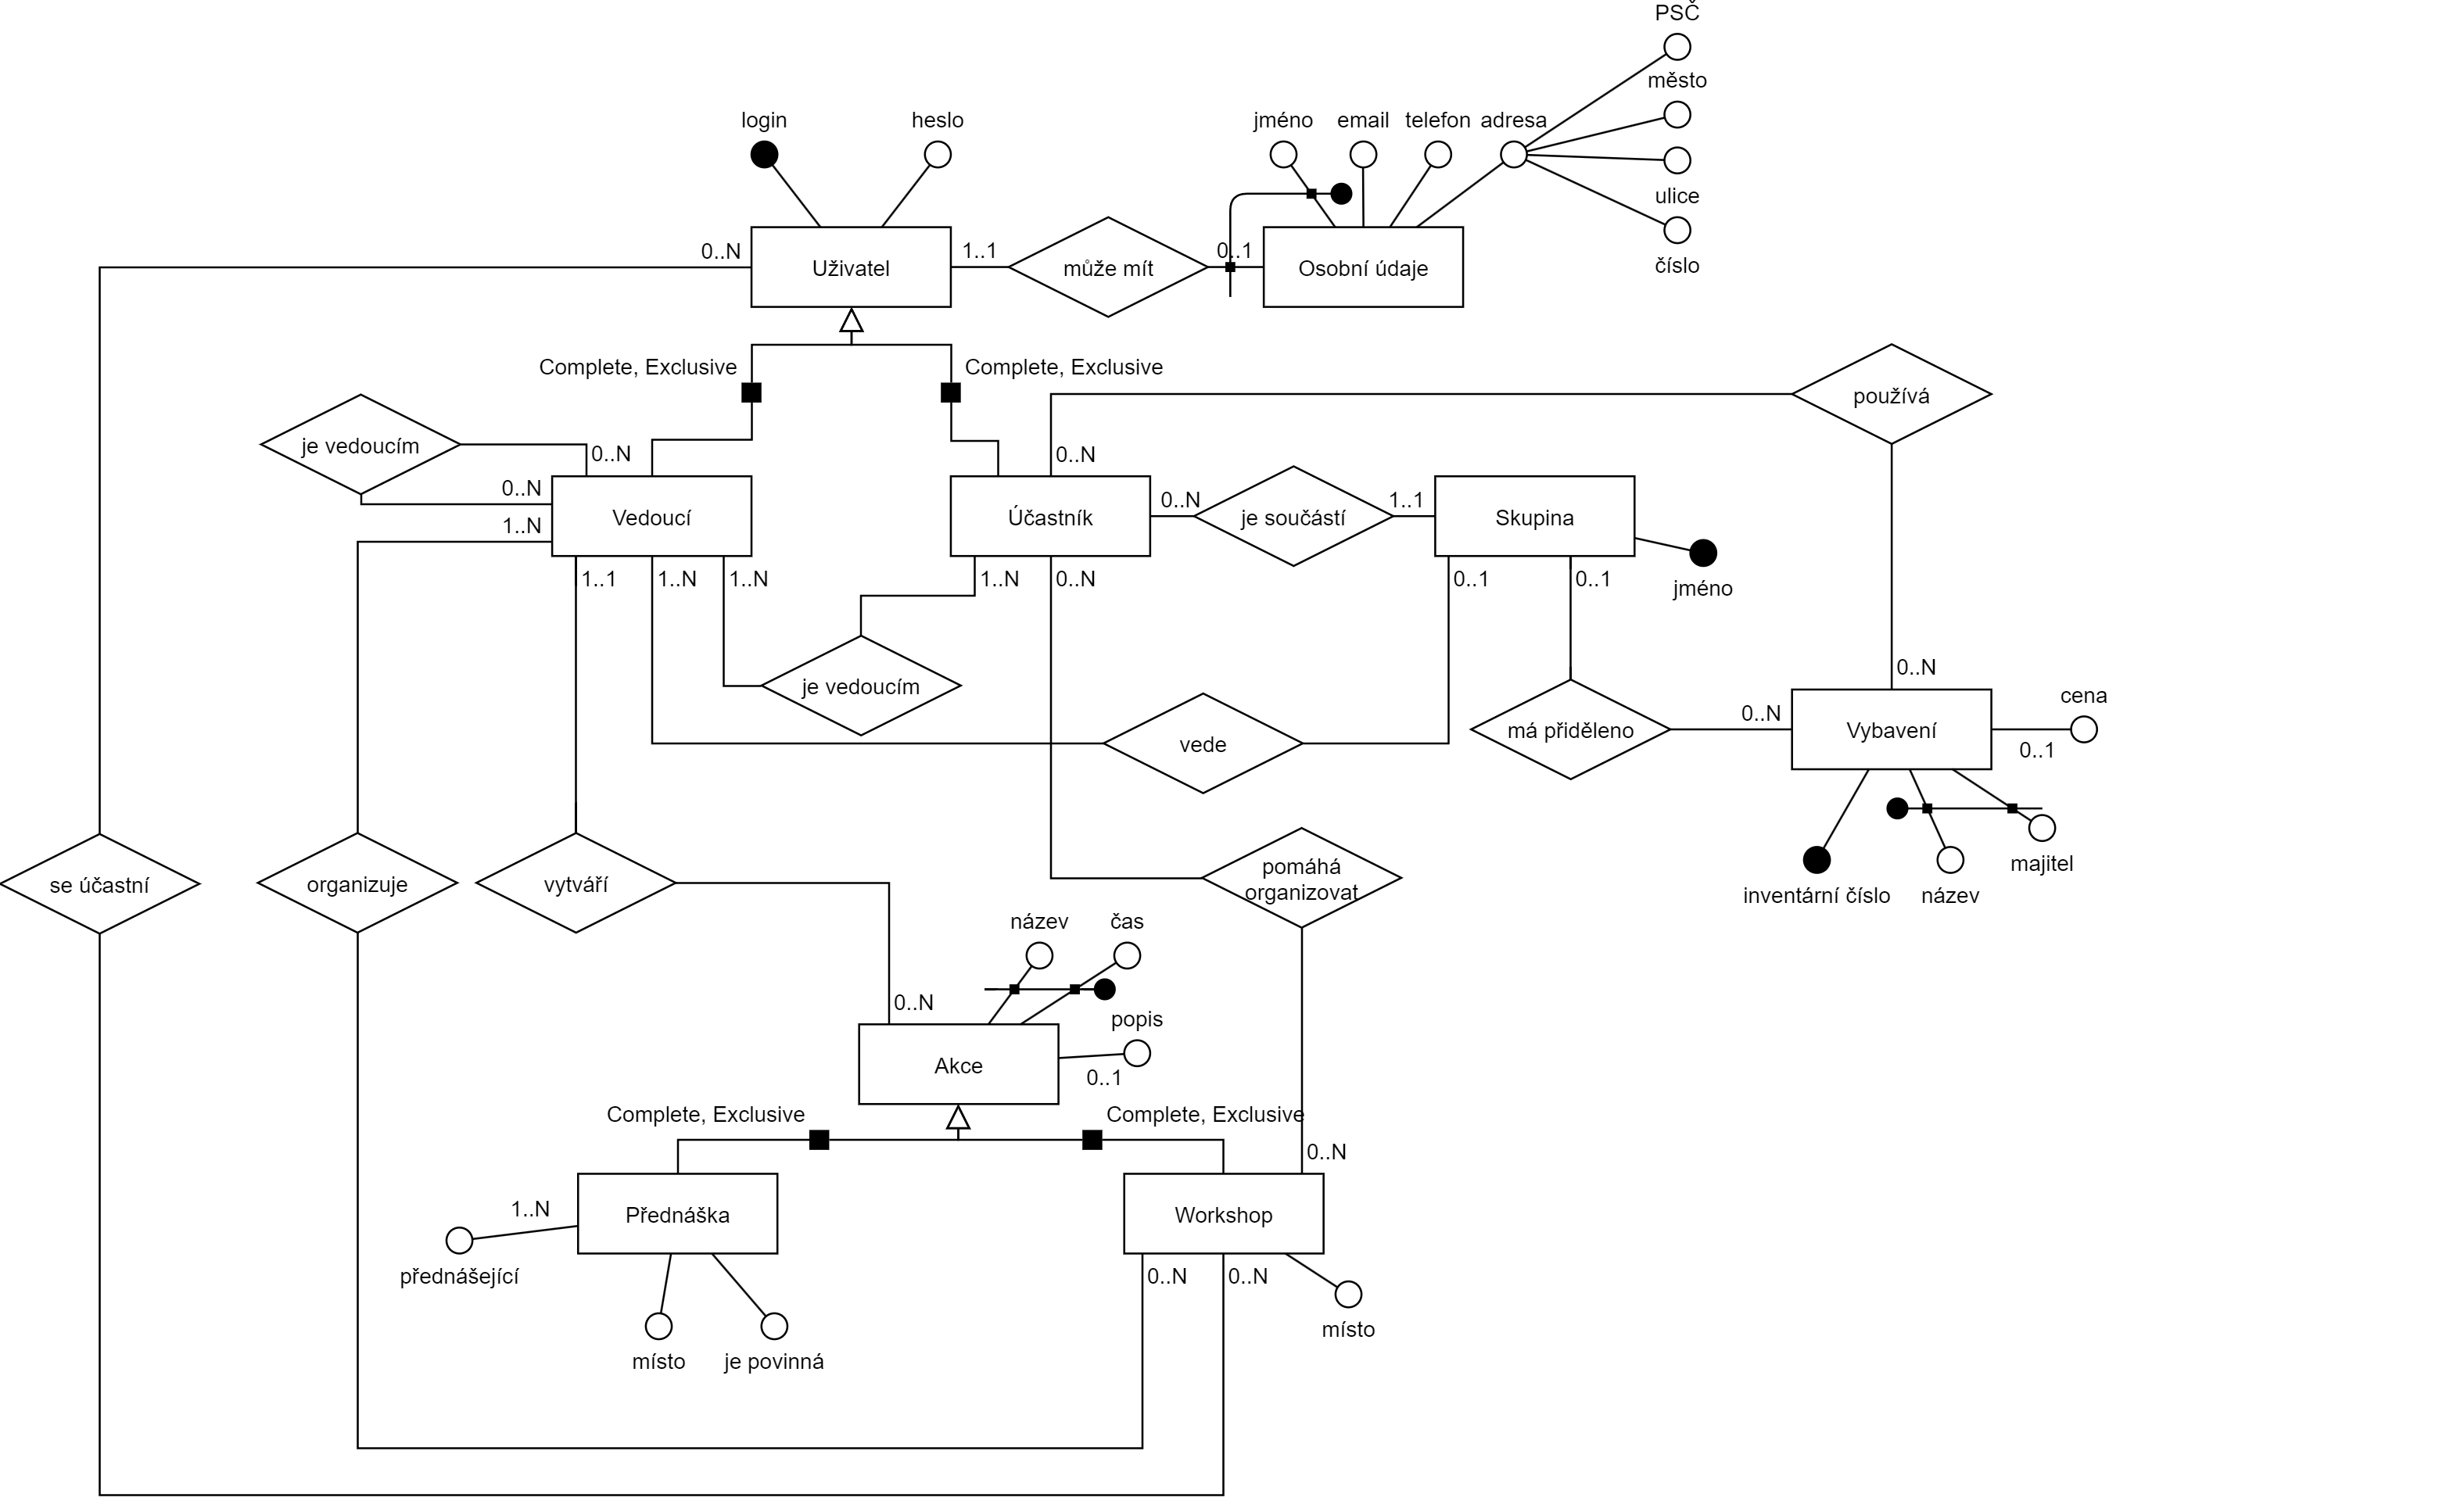 PSČ
město
login
heslo
jméno
email
telefon
adresa
ulice
0..N
Uživatel
1..1
může mít
0..1
Osobní údaje
číslo
Complete, Exclusive
Complete, Exclusive
používá
je vedoucím
0..N
0..N
0..N
1..N
Vedoucí
Účastník
0..N
je součástí
1..1
Skupina
1..1
1..N
1..N
1..N
0..N
0..1
0..1
jméno
0..N
je vedoucím
vede
má přiděleno
0..N
Vybavení
cena
0..1
se účastní
organizuje
vytváří
pomáhá
organizovat
majitel
inventární číslo
název
název
čas
0..N
popis
Akce
0..1
Complete, Exclusive
Complete, Exclusive
0..N
1..N
Přednáška
Workshop
přednášející
0..N
0..N
místo
místo
je povinná